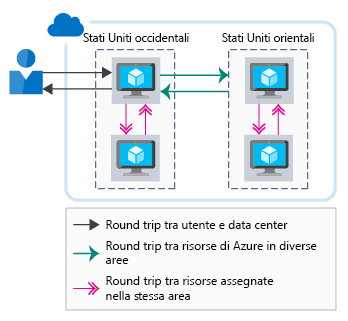 Stati Uniti occidentali
Stati Uniti orientali
Round trip tra utente e data center
Round trip tra risorse di Azure in diverse
aree
Round trip tra risorse assegnate
nella stessa area